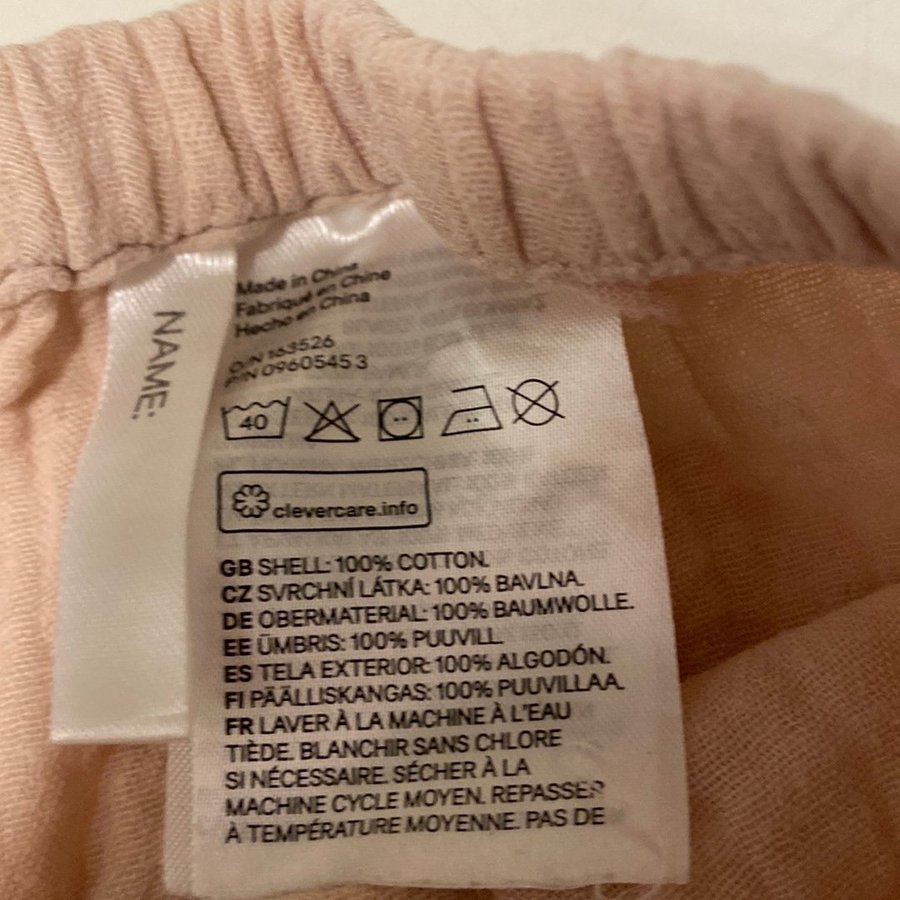 NAME:
Made in China
Fabriqué en Chine
Hecho en China
O/N 163526
P/N 0960545 3
40
clevercare.info
GB SHELL: 100% COTTON.
CZ SVRCHNÍ LÁTKA: 100% BAVLNA.
DE OBERMATERIAL: 100% BAUMWOLLE.
EE ÜMBRIS: 100% PUUVILL.
ES TELA EXTERIOR: 100% ALGODÓN.
FI PÄÄLLISKANGAS: 100% PUUVILLAA.
FR LAVER À LA MACHINE À L'EAU
TIÈDE. BLANCHIR SANS CHLORE
SI NÉCESSAIRE. SÉCHER À LA
MACHINE CYCLE MOYEN. REPASSER
À TEMPÉRATURE MOYENNE. PAS DE